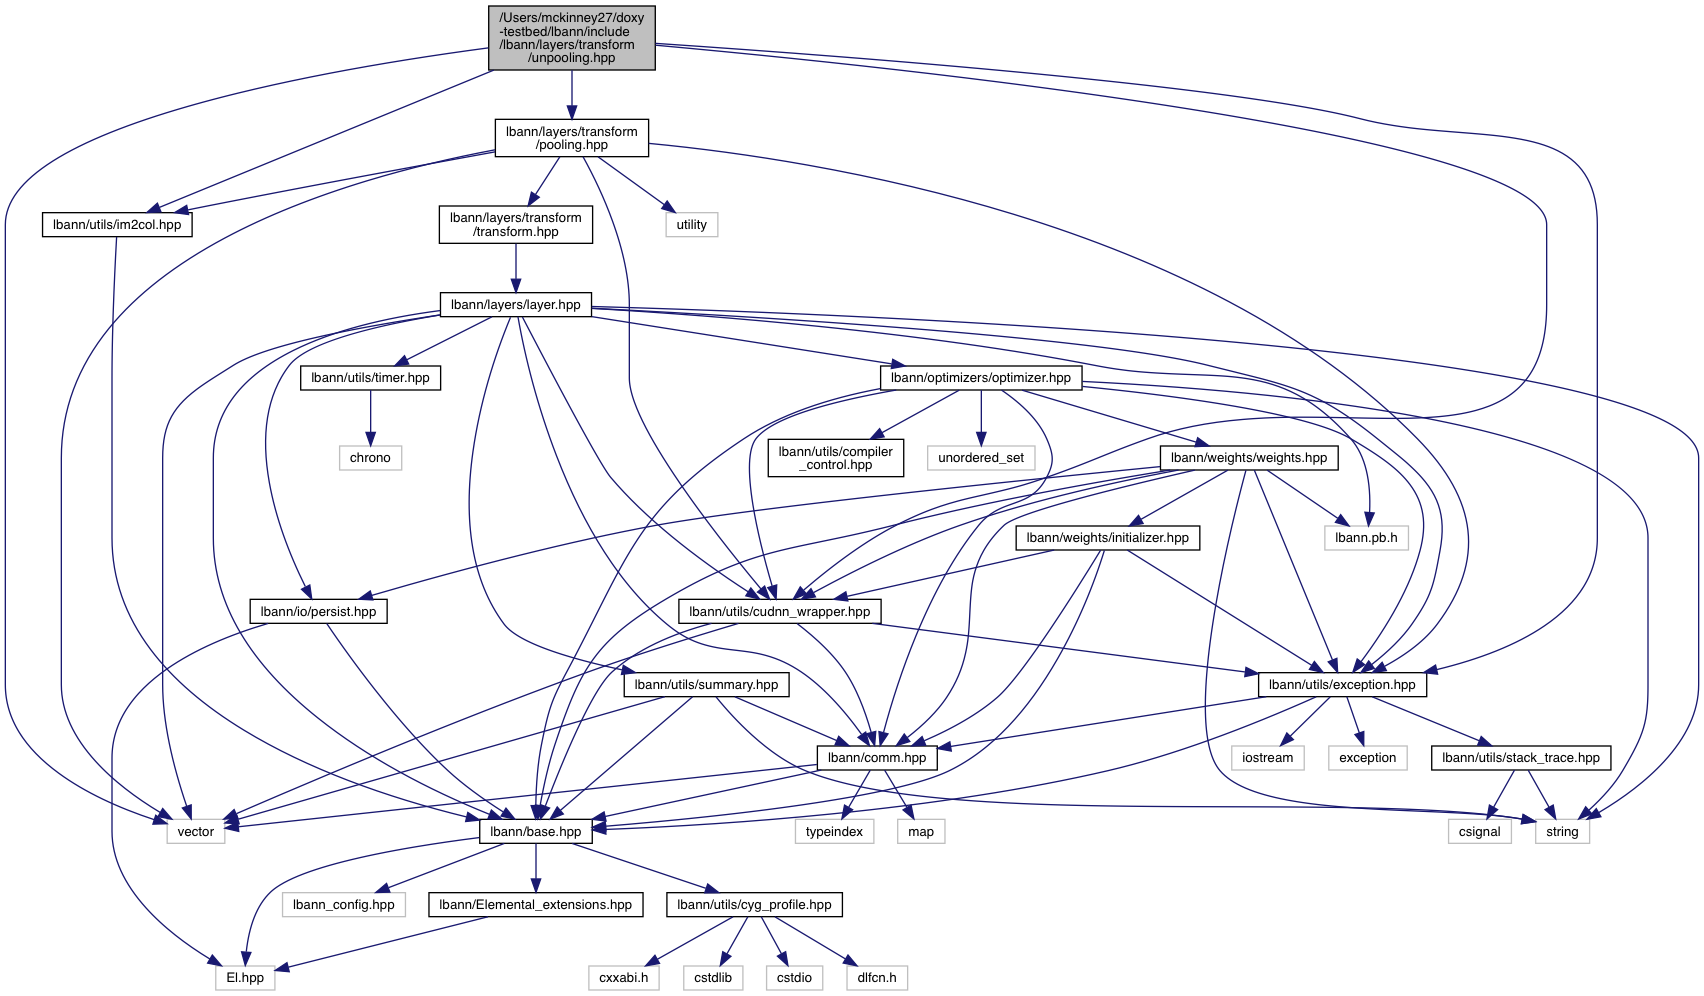 /Users/mckinney27/doxy
-testbed/lbann/include
/lbann/layers/transform
/unpooling.hpp
lbann/layers/transform
/pooling.hpp
lbann/utils/im2col.hpp
lbann/layers/transform
/transform.hpp
utility
lbann/layers/layer.hpp
lbann/utils/timer.hpp
lbann/optimizers/optimizer.hpp
chrono
lbann/utils/compiler
_control.hpp
unordered_set
lbann/weights/weights.hpp
lbann/weights/initializer.hpp
lbann.pb.h
lbann/io/persist.hpp
lbann/utils/cudnn_wrapper.hpp
lbann/utils/summary.hpp
lbann/utils/exception.hpp
lbann/comm.hpp
iostream
exception
lbann/utils/stack_trace.hpp
vector
lbann/base.hpp
typeindex
map
csignal
string
lbann_config.hpp
lbann/Elemental_extensions.hpp
lbann/utils/cyg_profile.hpp
El.hpp
cxxabi.h
cstdlib
cstdio
dlfcn.h